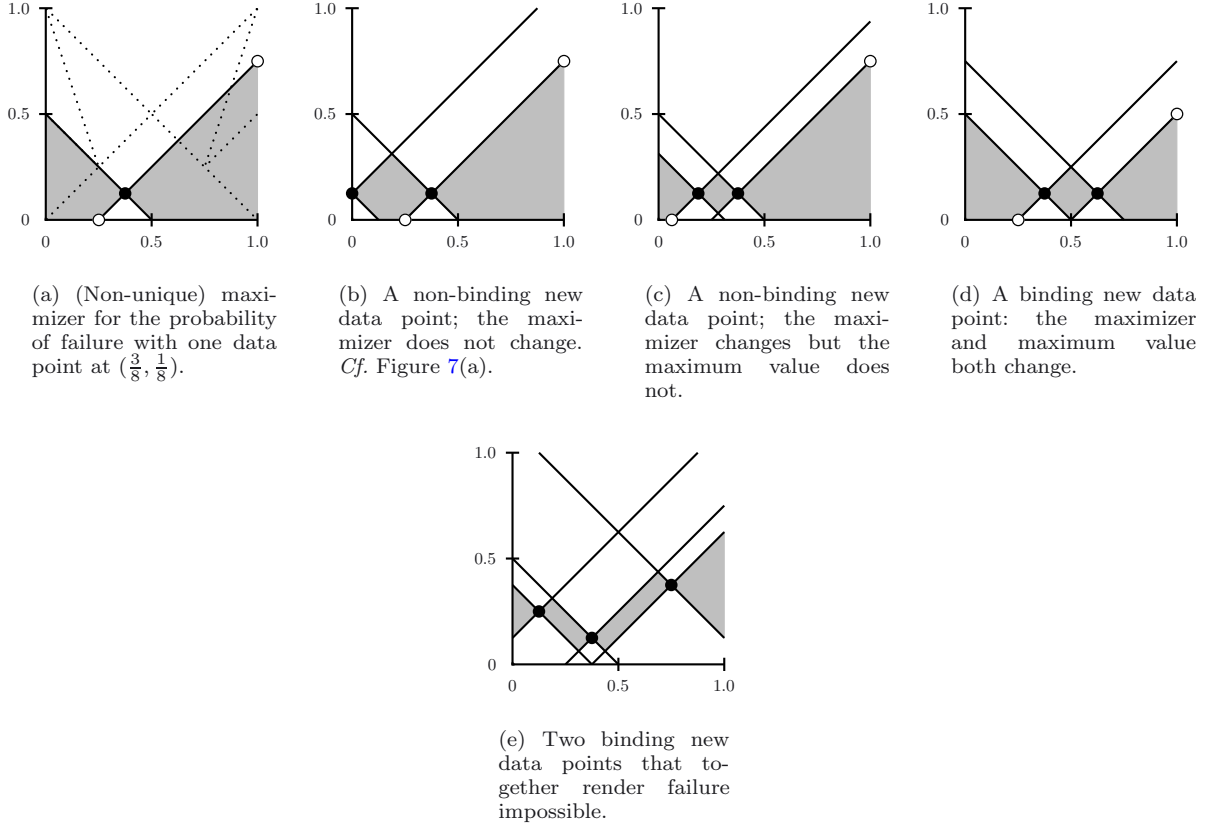 1.0
0.5
0
0
0.5
1.0
1.0
0.5
0
0
0.5
1.0
1.0
0.5
0
0
0.5
1.0
1.0
0.5
0
0
0.5
1.0
(a) (Non-unique) maxi-
mizer for the probability
of failure with one data
point at (3/8, 1/8).
(b) A non-binding new
data point; the maxi-
mizer does not change.
Cf. Figure 7(a).
(c) A non-binding new
data point; the maxi-
mizer changes but the
maximum value does
not.
(d) A binding new data
point: the maximizer
and maximum value
both change.
1.0
0.5
0
0
0.5
1.0
(e) Two binding new
data points that to-
gether render failure
impossible.